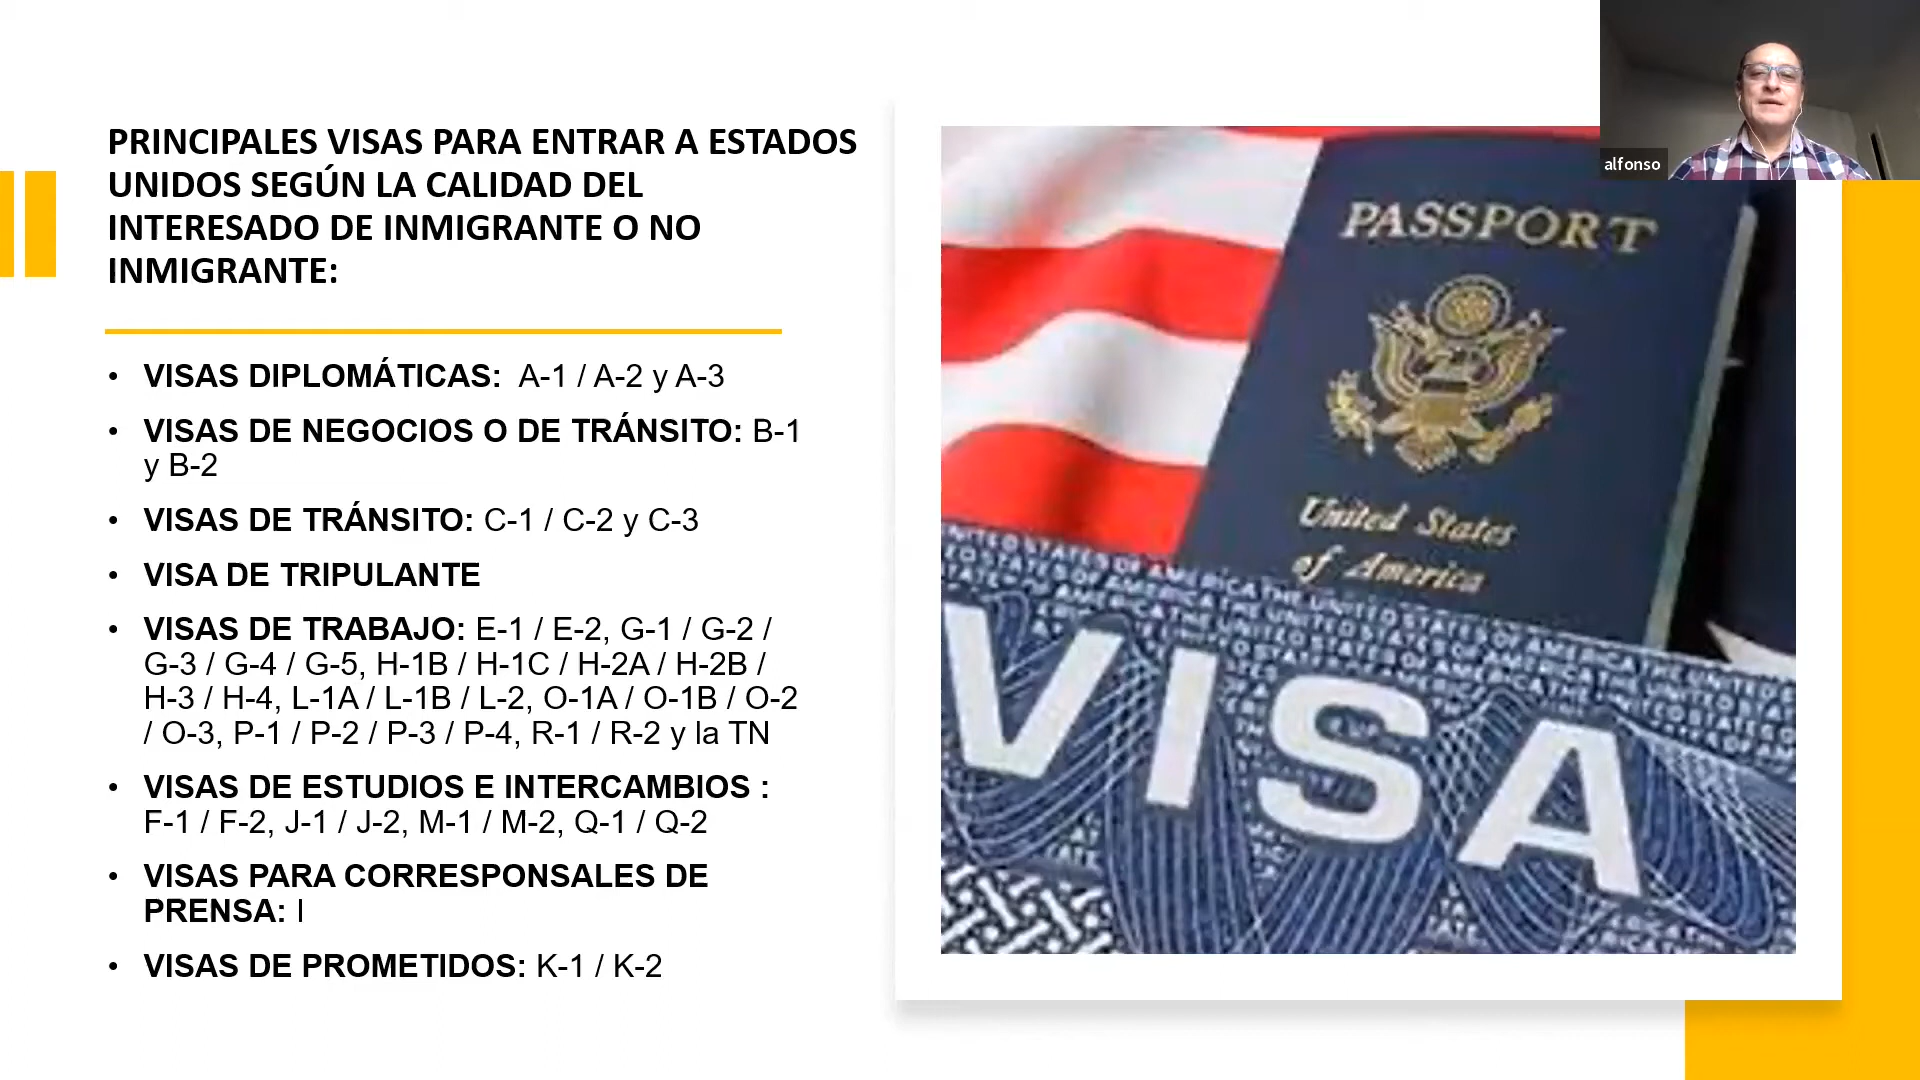 PRINCIPALES VISAS PARA ENTRAR A ESTADOS
UNIDOS SEGÚN LA CALIDAD DEL
INTERESADO DE INMIGRANTE O NO
INMIGRANTE:
• VISAS DIPLOMÁTICAS: A-1 / A-2 y A-3
• VISAS DE NEGOCIOS O DE TRÁNSITO: B-1
y B-2
• VISAS DE TRÁNSITO: C-1 / C-2 y C-3
• VISA DE TRIPULANTE
• VISAS DE TRABAJO: E-1 / E-2, G-1 / G-2 /
G-3 / G-4 / G-5, H-1B / H-1C / H-2A / H-2B /
H-3 / H-4, L-1A / L-1B / L-2, O-1A / O-1B / O-2
/ O-3, P-1 / P-2 / P-3 / P-4, R-1 / R-2 y la TN
• VISAS DE ESTUDIOS E INTERCAMBIOS :
F-1 / F-2, J-1 / J-2, M-1 / M-2, Q-1 / Q-2
• VISAS PARA CORRESPONSALES DE
PRENSA: I
• VISAS DE PROMETIDOS: K-1 / K-2
alfonso
PASSPORT
United States
of America
VISA